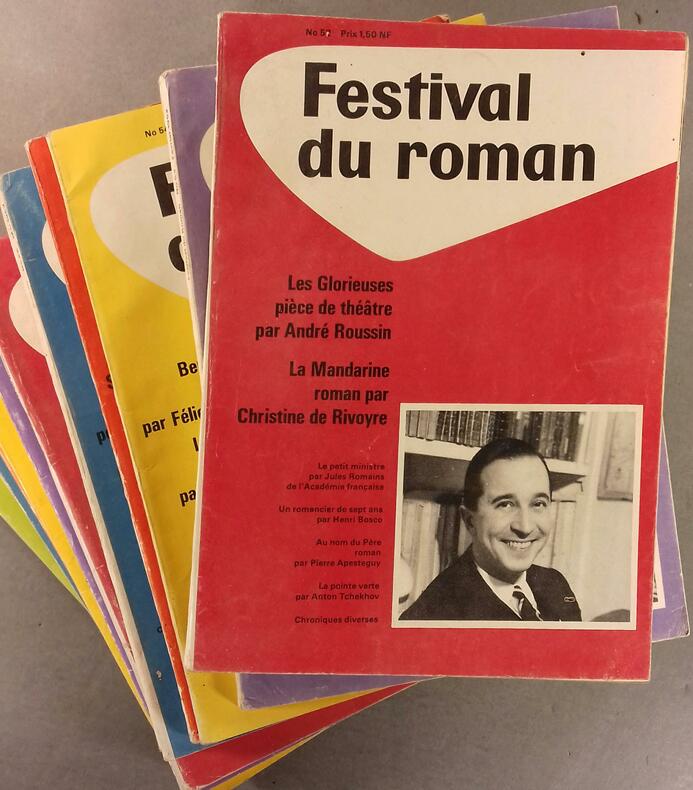 Prix 1,50 NF
Festival
du roman
Les Glorieuses
pièce de théâtre
par André Roussin
La Mandarine
roman par
Christine de Rivoyre
Le petit ministre
par Jules Romains
de l'Académie française
Un romancier de sept ans
par Henri Bosco
Au nom du Père
roman
par Pierre Apesteguy
La pointe verte
par Anton Tchekhov
Chroniques diverses
No
F
Be
par Félic
pa